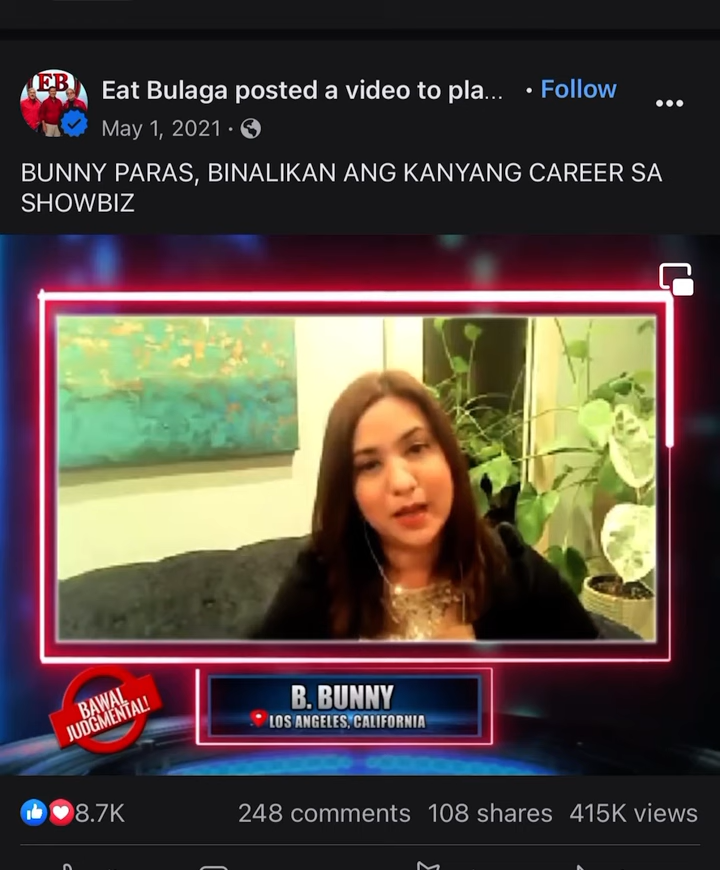 EB
Eat Bulaga posted a video to pla... • Follow
May 1, 2021 ·
BUNNY PARAS, BINALIKAN ANG KANYANG CAREER SA
SHOWBIZ
BAWAL
JUDGMENTAL!
B. BUNNY
LOS ANGELES, CALIFORNIA
8.7K 248 comments 108 shares 415K views